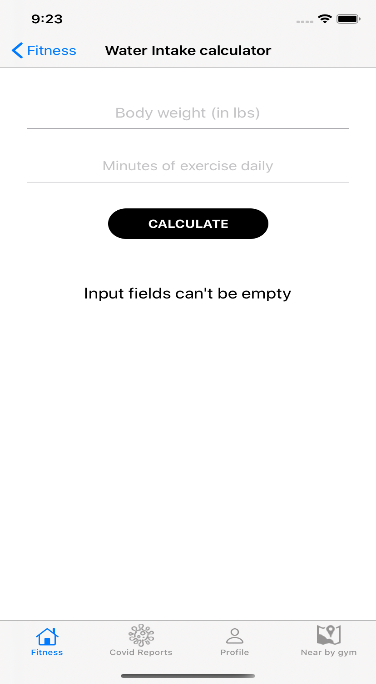 9:23
Fitness
Water Intake calculator
Body weight (in lbs)
Minutes of exercise daily
CALCULATE
Input fields can't be empty
Fitness
Covid Reports
Profile
Near by gym